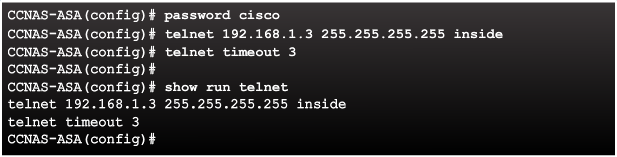 CCNAS-ASA(config)# password cisco
CCNAS-ASA(config)# telnet 192.168.1.3 255.255.255.255 inside
CCNAS-ASA(config)# telnet timeout 3
CCNAS-ASA(config)#
CCNAS-ASA(config)# show run telnet
telnet 192.168.1.3 255.255.255.255 inside
telnet timeout 3
CCNAS-ASA(config)#